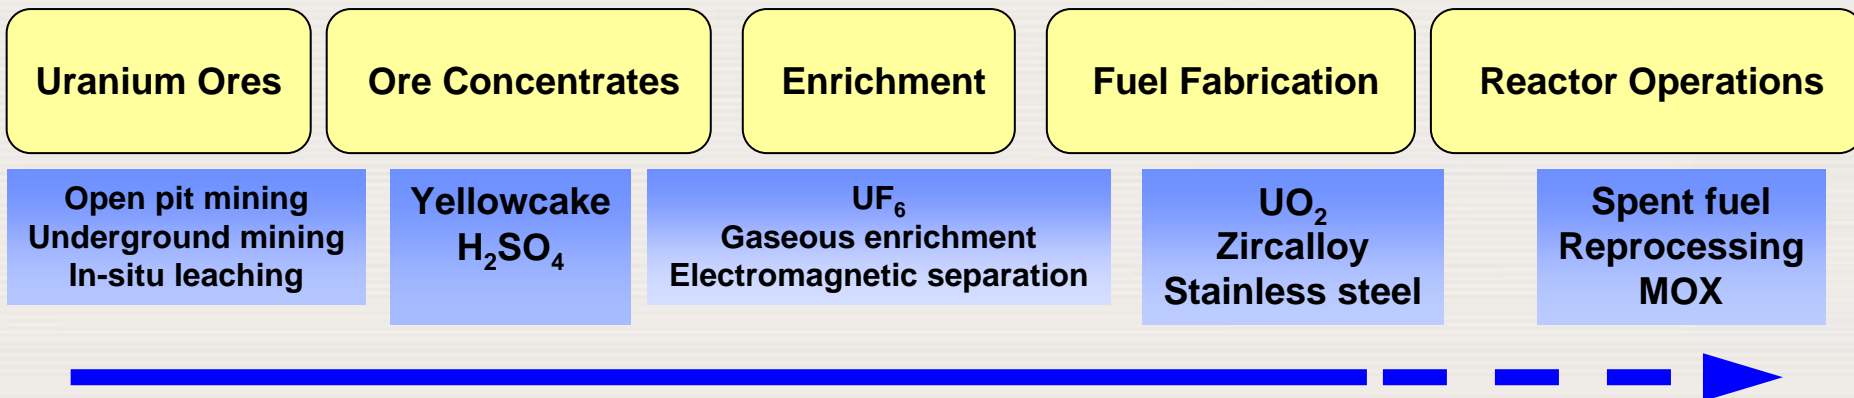 Uranium Ores
Ore Concentrates
Enrichment
Fuel Fabrication
Reactor Operations
Open pit mining
Underground mining
In-situ leaching
Yellowcake
H₂SO₄
UF₆
Gaseous enrichment
Electromagnetic separation
UO₂
Zircalloy
Stainless steel
Spent fuel
Reprocessing
MOX